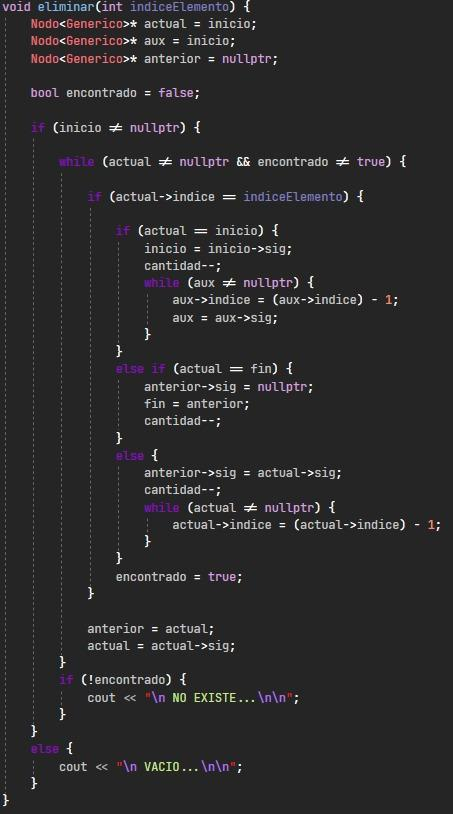 void eliminar(int indiceElemento) {
    Nodo<Generico>* actual = inicio;
    Nodo<Generico>* aux = inicio;
    Nodo<Generico>* anterior = nullptr;

    bool encontrado = false;

    if (inicio ≠ nullptr) {

        while (actual ≠ nullptr && encontrado ≠ true) {

            if (actual->indice == indiceElemento) {

                if (actual == inicio) {
                    inicio = inicio->sig;
                    cantidad--;
                    while (aux ≠ nullptr) {
                        aux->indice = (aux->indice) - 1;
                        aux = aux->sig;
                    }
                }
                else if (actual == fin) {
                    anterior->sig = nullptr;
                    fin = anterior;
                    cantidad--;
                }
                else {
                    anterior->sig = actual->sig;
                    cantidad--;
                    while (actual ≠ nullptr) {
                        actual->indice = (actual->indice) - 1;
                    }
                }
                encontrado = true;
            }

            anterior = actual;
            actual = actual->sig;
        }
        if (!encontrado) {
            cout << "\n NO EXISTE...\n\n";
        }
    }
    else {
        cout << "\n VACIO...\n\n";
    }
}